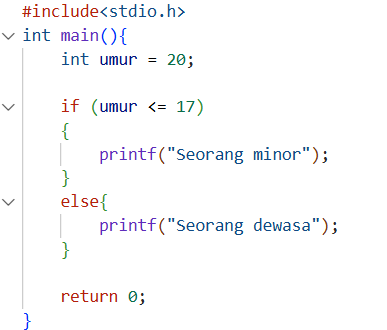 #include<stdio.h>
int main(){
    int umur = 20;

    if (umur <= 17)
    {
        printf("Seorang minor");
    }
    else{
        printf("Seorang dewasa");
    }

    return 0;
}